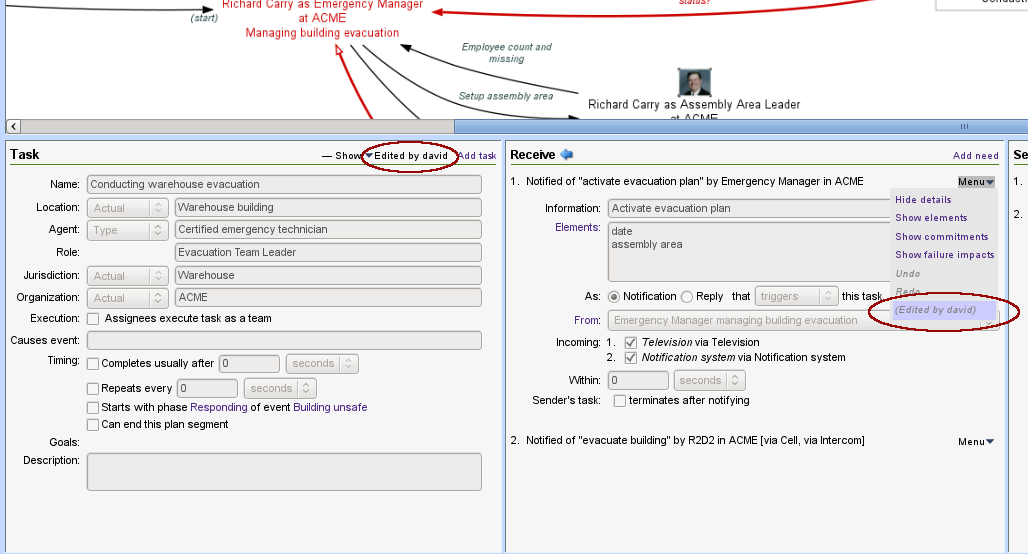 status?
Conducti
(start)
Richard Carry as Emergency Manager
at ACME
Managing building evacuation
Employee count and
missing
Setup assembly area
Richard Carry as Assembly Area Leader
at ACME
Task
— Show Edited by david Add task
Name: Conducting warehouse evacuation
Location: Actual Warehouse building
Agent: Type Certified emergency technician
Role: Evacuation Team Leader
Jurisdiction: Actual Warehouse
Organization: Actual ACME
Execution: Assignees execute task as a team
Causes event:
Timing: Completes usually after 0 seconds
Repeats every 0 seconds
Starts with phase Responding of event Building unsafe
Can end this plan segment
Goals:
Description:
Receive Add need
1. Notified of "activate evacuation plan" by Emergency Manager in ACME Menu
Hide details
Show elements
Show commitments
Show failure impacts
Undo
Redo
(Edited by david)
Information: Activate evacuation plan
Elements: date
assembly area
As: Notification Reply that triggers this task
From: Emergency Manager managing building evacuation
Incoming: 1. Television via Television
2. Notification system via Notification system
Within: 0 seconds
Sender's task: terminates after notifying
2. Notified of "evacuate building" by R2D2 in ACME [via Cell, via Intercom] Menu
Se
1.
2.